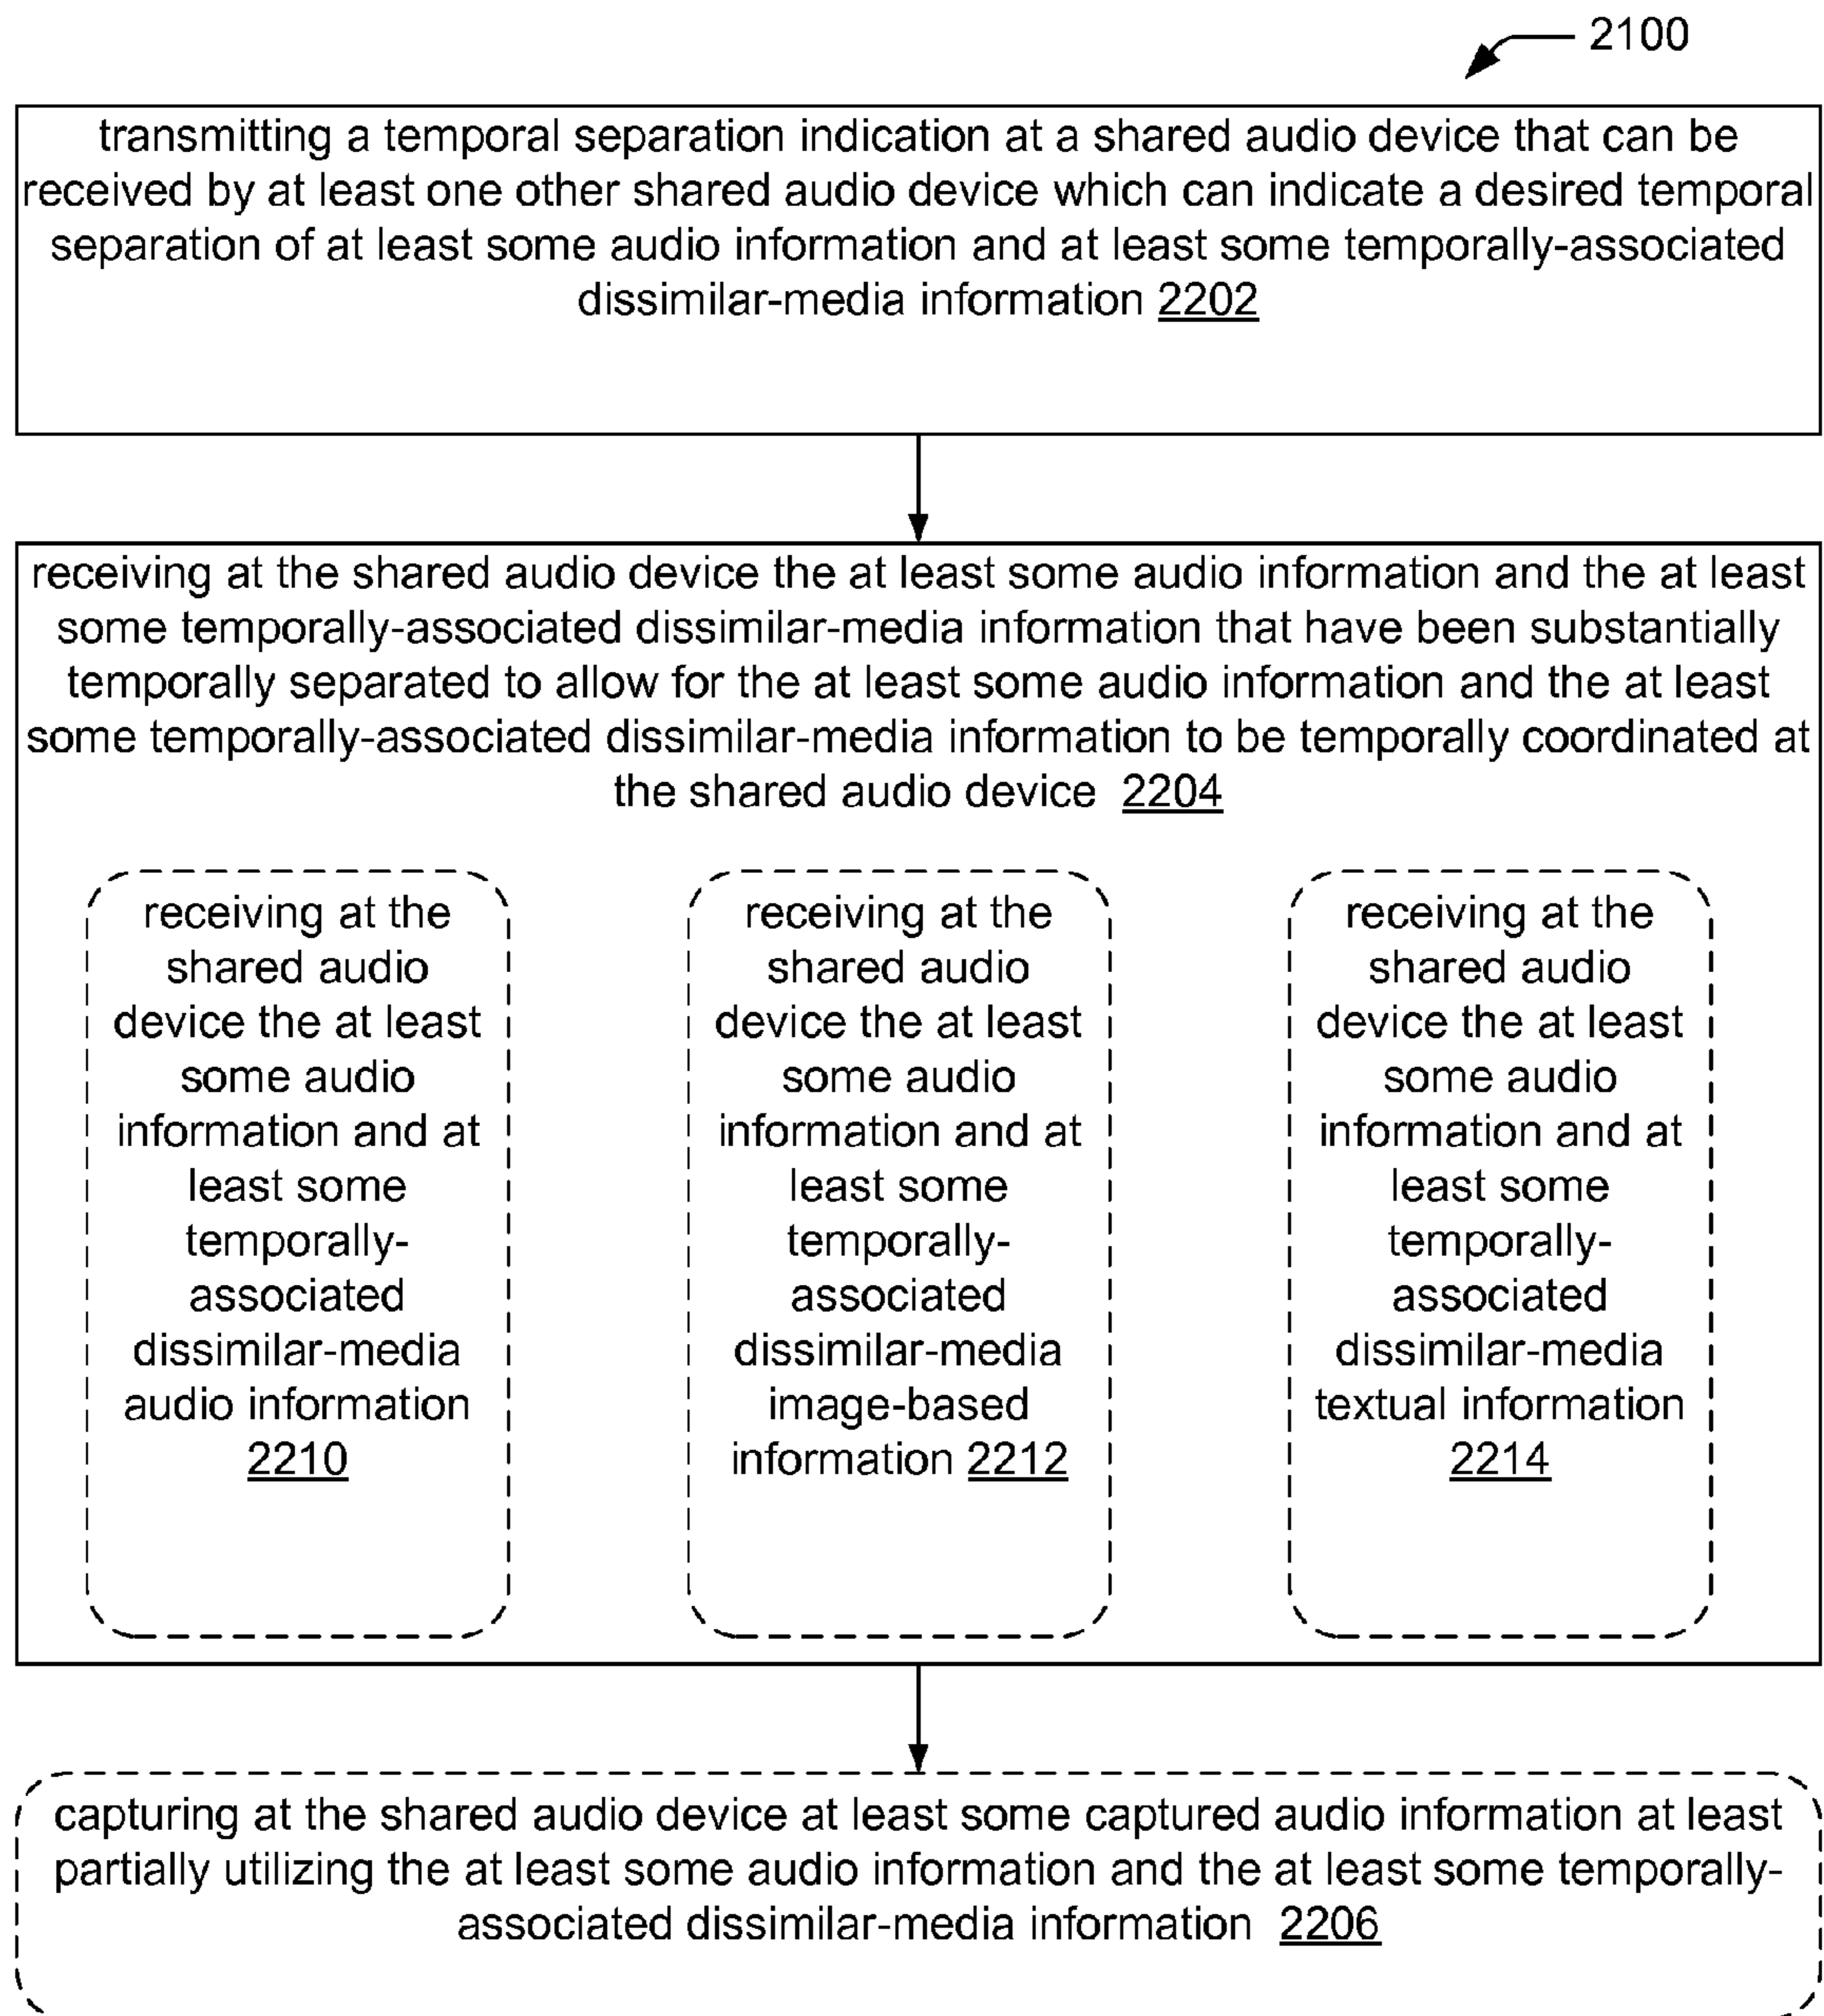 2100
transmitting a temporal separation indication at a shared audio device that can be
received by at least one other shared audio device which can indicate a desired temporal
separation of at least some audio information and at least some temporally-associated
dissimilar-media information 2202
receiving at the shared audio device the at least some audio information and the at least
some temporally-associated dissimilar-media information that have been substantially
temporally separated to allow for the at least some audio information and the at least
some temporally-associated dissimilar-media information to be temporally coordinated at
the shared audio device 2204
receiving at the
shared audio
device the at least
some audio
information and at
least some
temporally-
associated
dissimilar-media
audio information
2210
receiving at the
shared audio
device the at least
some audio
information and at
least some
temporally-
associated
dissimilar-media
image-based
information 2212
receiving at the
shared audio
device the at least
some audio
information and at
least some
temporally-
associated
dissimilar-media
textual information
2214
capturing at the shared audio device at least some captured audio information at least
partially utilizing the at least some audio information and the at least some temporally-
associated dissimilar-media information 2206